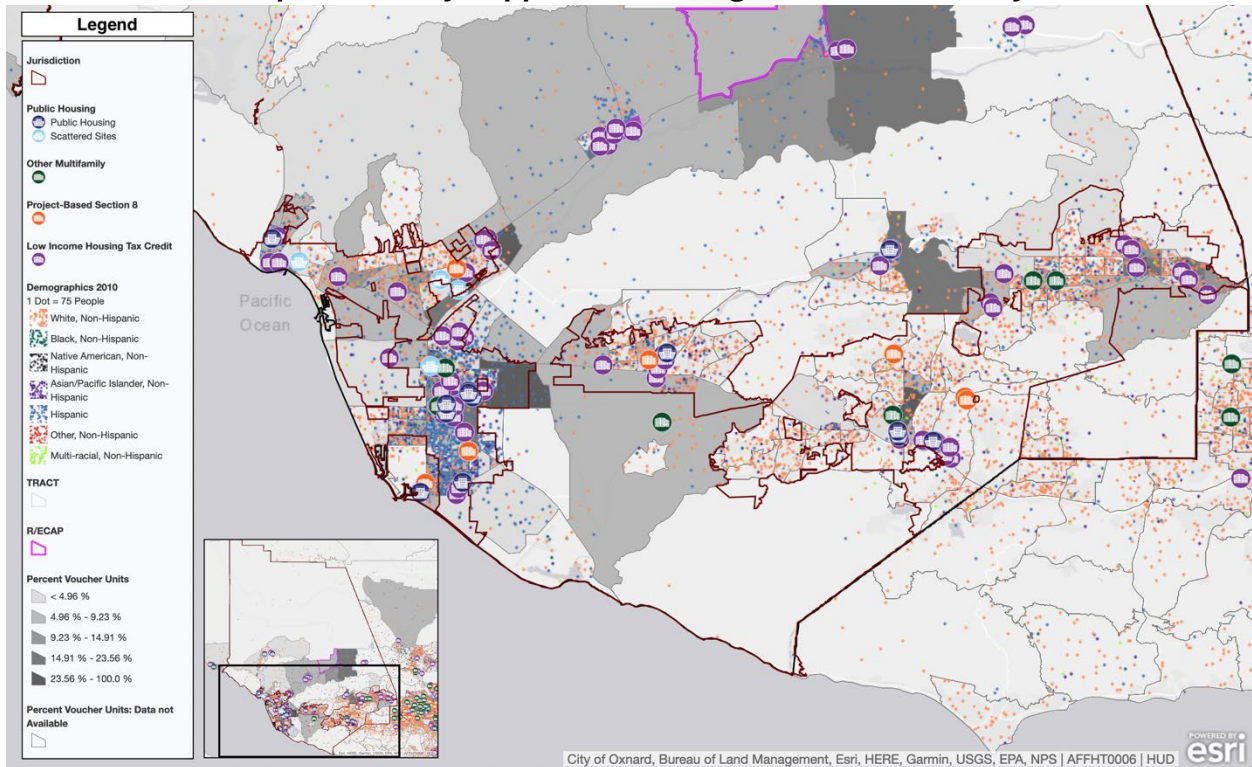 Legend
Jurisdiction
Public Housing
Public Housing
Scattered Sites
Other Multifamily
Project-Based Section 8
Low Income Housing Tax Credit
Demographics 2010
1 Dot = 75 People
White, Non-Hispanic
Black, Non-Hispanic
Native American, Non-
Hispanic
Asian/Pacific Islander, Non-
Hispanic
Hispanic
Other, Non-Hispanic
Multi-racial, Non-Hispanic
TRACT
R/ECAP
Percent Voucher Units
< 4.96 %
4.96 % - 9.23 %
9.23 % - 14.91 %
14.91 % - 23.56 %
23.56 % - 100.0 %
Percent Voucher Units: Data not
Available
Pacific
Ocean
City of Oxnard, Bureau of Land Management, Esri, HERE, Garmin, USGS, EPA, NPS | AFFHT0006 | HUD
POWERED BY
esri